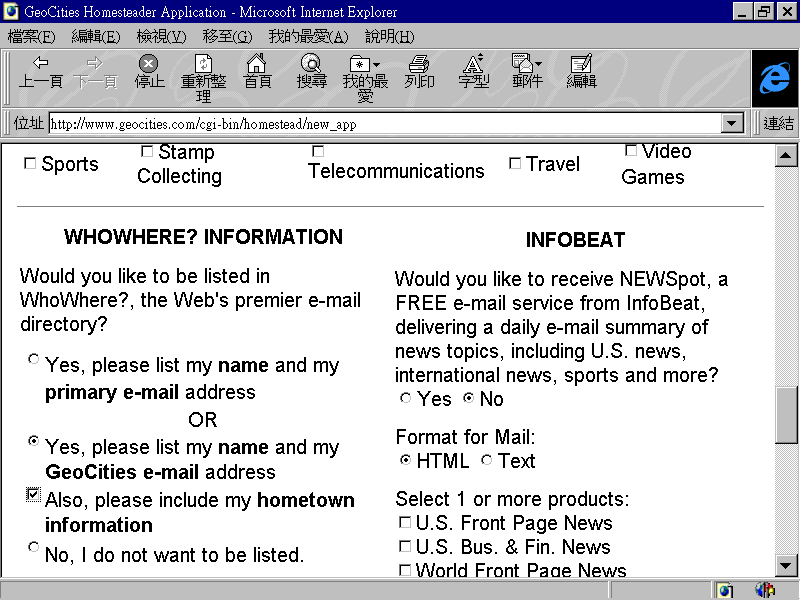 GeoCities Homesteader Application - Microsoft Internet Explorer
檔案(F) 編輯(E) 檢視(V) 移至(G) 我的最愛(A) 說明(H)
上一頁 下一頁 停止 重新整理 首頁 搜尋 我的最愛 列印 字型 郵件 編輯
位址 http://www.geocities.com/cgi-bin/homestead/new_app 連結
Sports Stamp Collecting Telecommunications Travel Video Games
WHOWHERE? INFORMATION
Would you like to be listed in
WhoWhere?, the Web's premier e-mail
directory?
Yes, please list my name and my
primary e-mail address
OR
Yes, please list my name and my
GeoCities e-mail address
Also, please include my hometown
information
No, I do not want to be listed.
INFOBEAT
Would you like to receive NEWSpot, a
FREE e-mail service from InfoBeat,
delivering a daily e-mail summary of
news topics, including U.S. news,
international news, sports and more?
Yes No
Format for Mail:
HTML Text
Select 1 or more products:
U.S. Front Page News
U.S. Bus. & Fin. News
World Front Page News